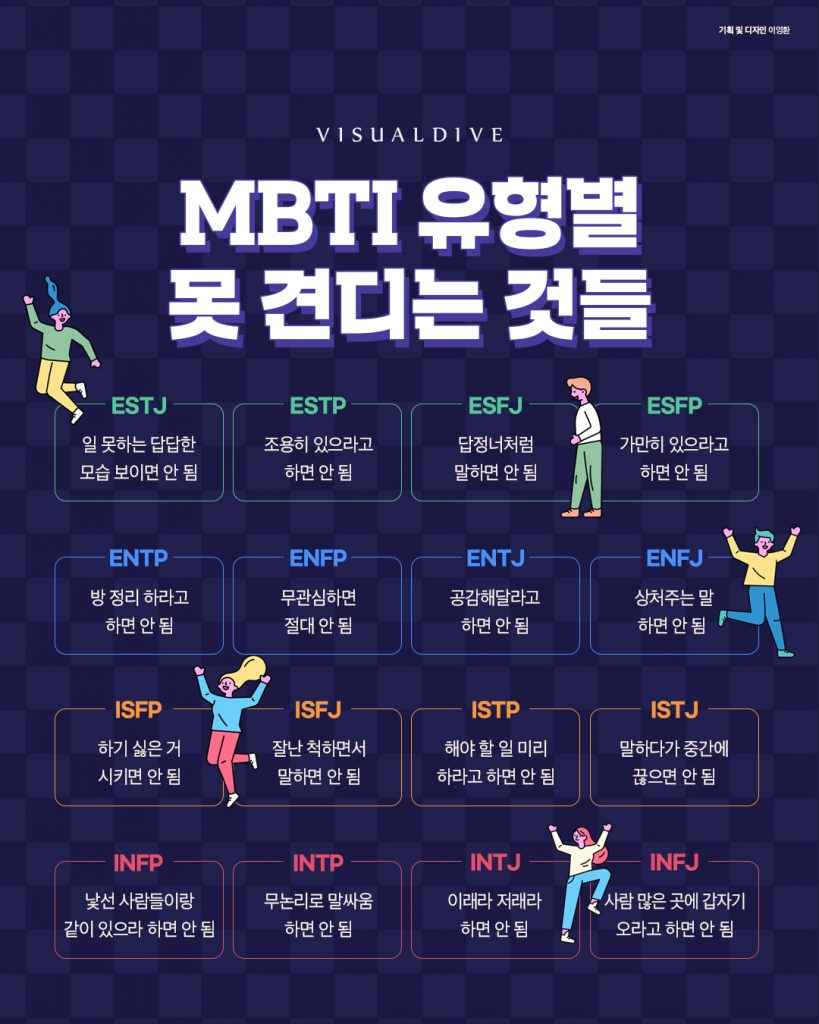 기획 및 디자인 이영환
VISUALDIVE
MBTI 유형별
못 견디는 것들
ESTJ
일 못하는 답답한
모습 보이면 안 됨
ESTP
조용히 있으라고
하면 안 됨
ESFJ
답정너처럼
말하면 안 됨
ESFP
가만히 있으라고
하면 안 됨
ENTP
방 정리 하라고
하면 안 됨
ENFP
무관심하면
절대 안 됨
ENTJ
공감해달라고
하면 안 됨
ENFJ
상처주는 말
하면 안 됨
ISFP
하기 싫은 거
시키면 안 됨
ISFJ
잘난 척하면서
말하면 안 됨
ISTP
해야 할 일 미리
하라고 하면 안 됨
ISTJ
말하다가 중간에
끊으면 안 됨
INFP
낯선 사람들이랑
같이 있으라 하면 안 됨
INTP
무논리로 말싸움
하면 안 됨
INTJ
이래라 저래라
하면 안 됨
INFJ
사람 많은 곳에 갑자기
오라고 하면 안 됨